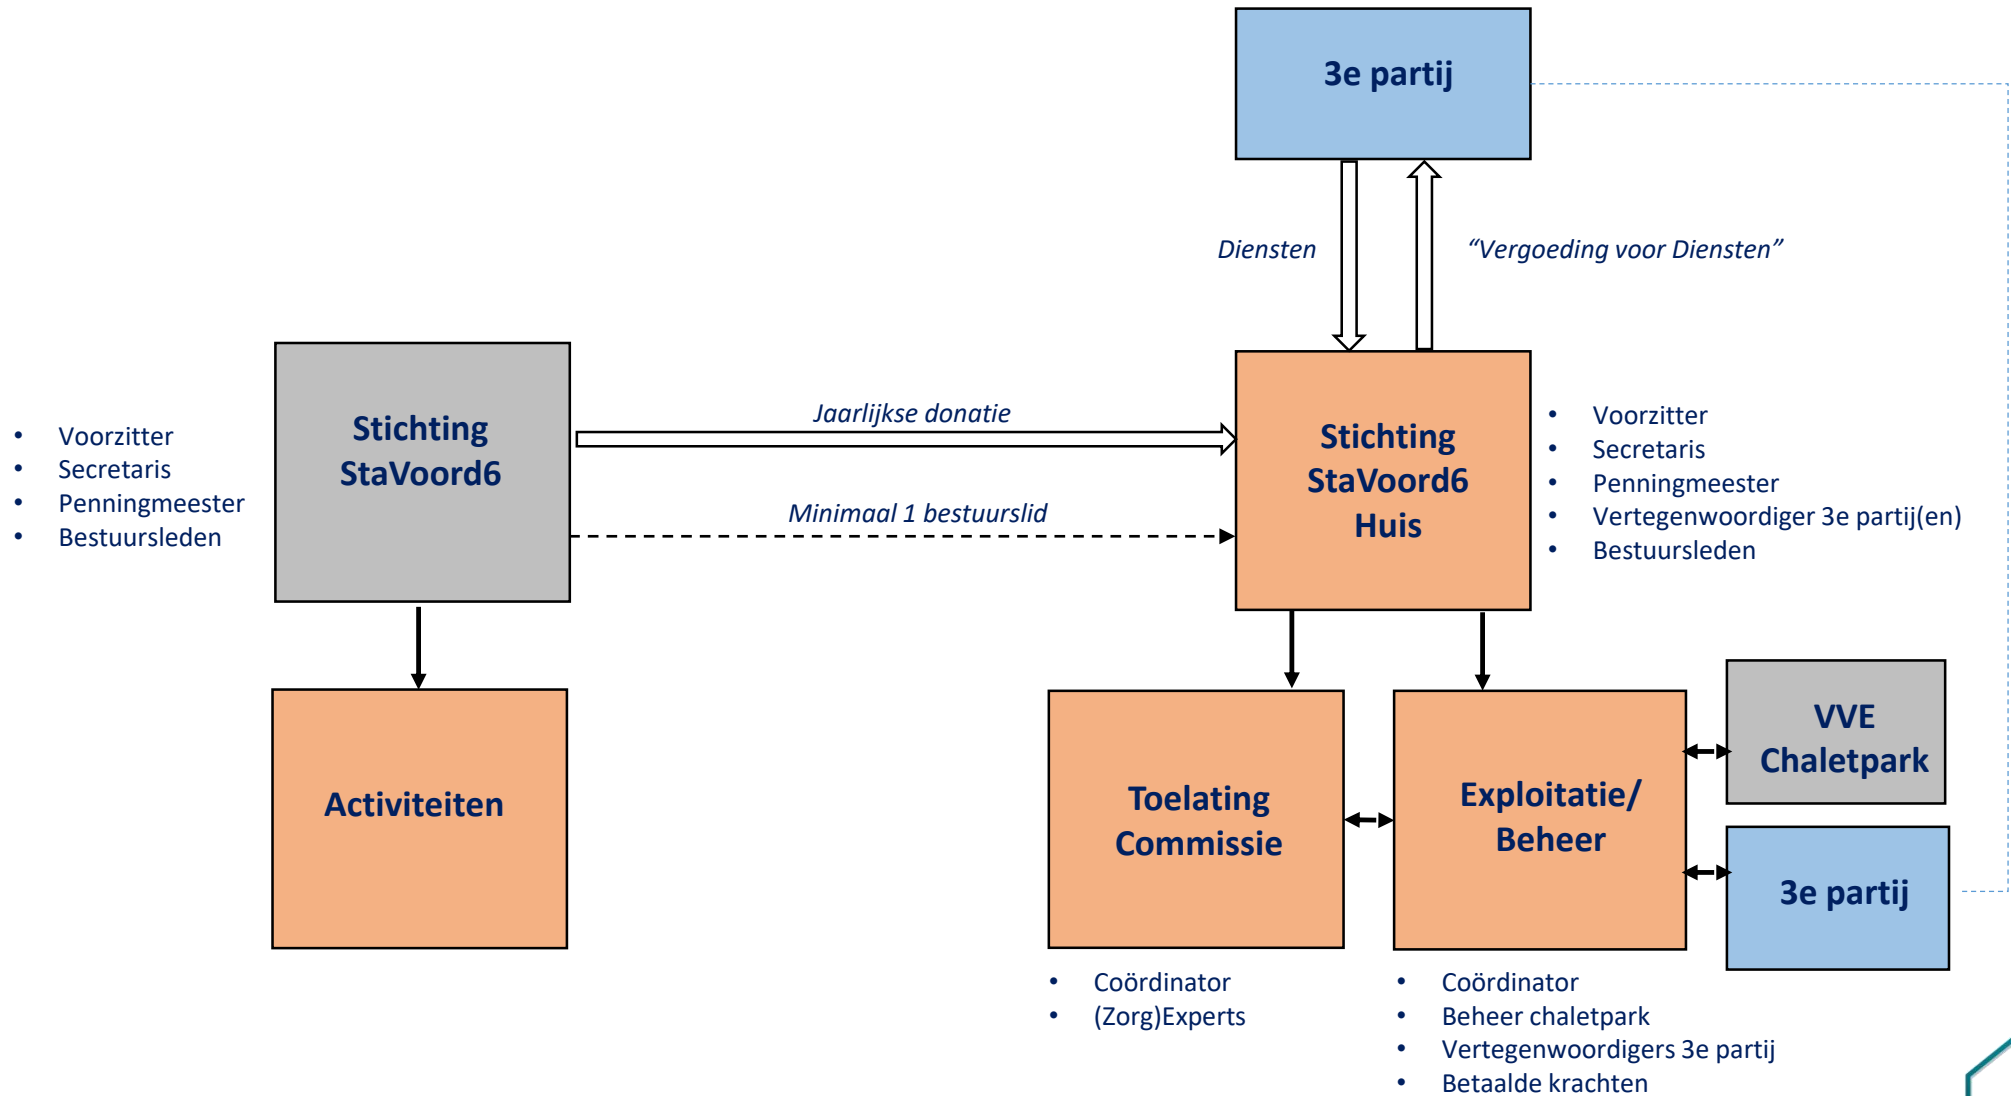 3e partij
Diensten
“Vergoeding voor Diensten”
• Voorzitter
• Secretaris
• Penningmeester
• Bestuursleden
Stichting
StaVoord6
Jaarlijkse donatie
Minimaal 1 bestuurslid
Stichting
StaVoord6
Huis
• Voorzitter
• Secretaris
• Penningmeester
• Vertegenwoordiger 3e partij(en)
• Bestuursleden
Activiteiten
Toelating
Commissie
Exploitatie/
Beheer
VVE
Chaletpark
3e partij
• Coördinator
• (Zorg)Experts
• Coördinator
• Beheer chaletpark
• Vertegenwoordigers 3e partij
• Betaalde krachten